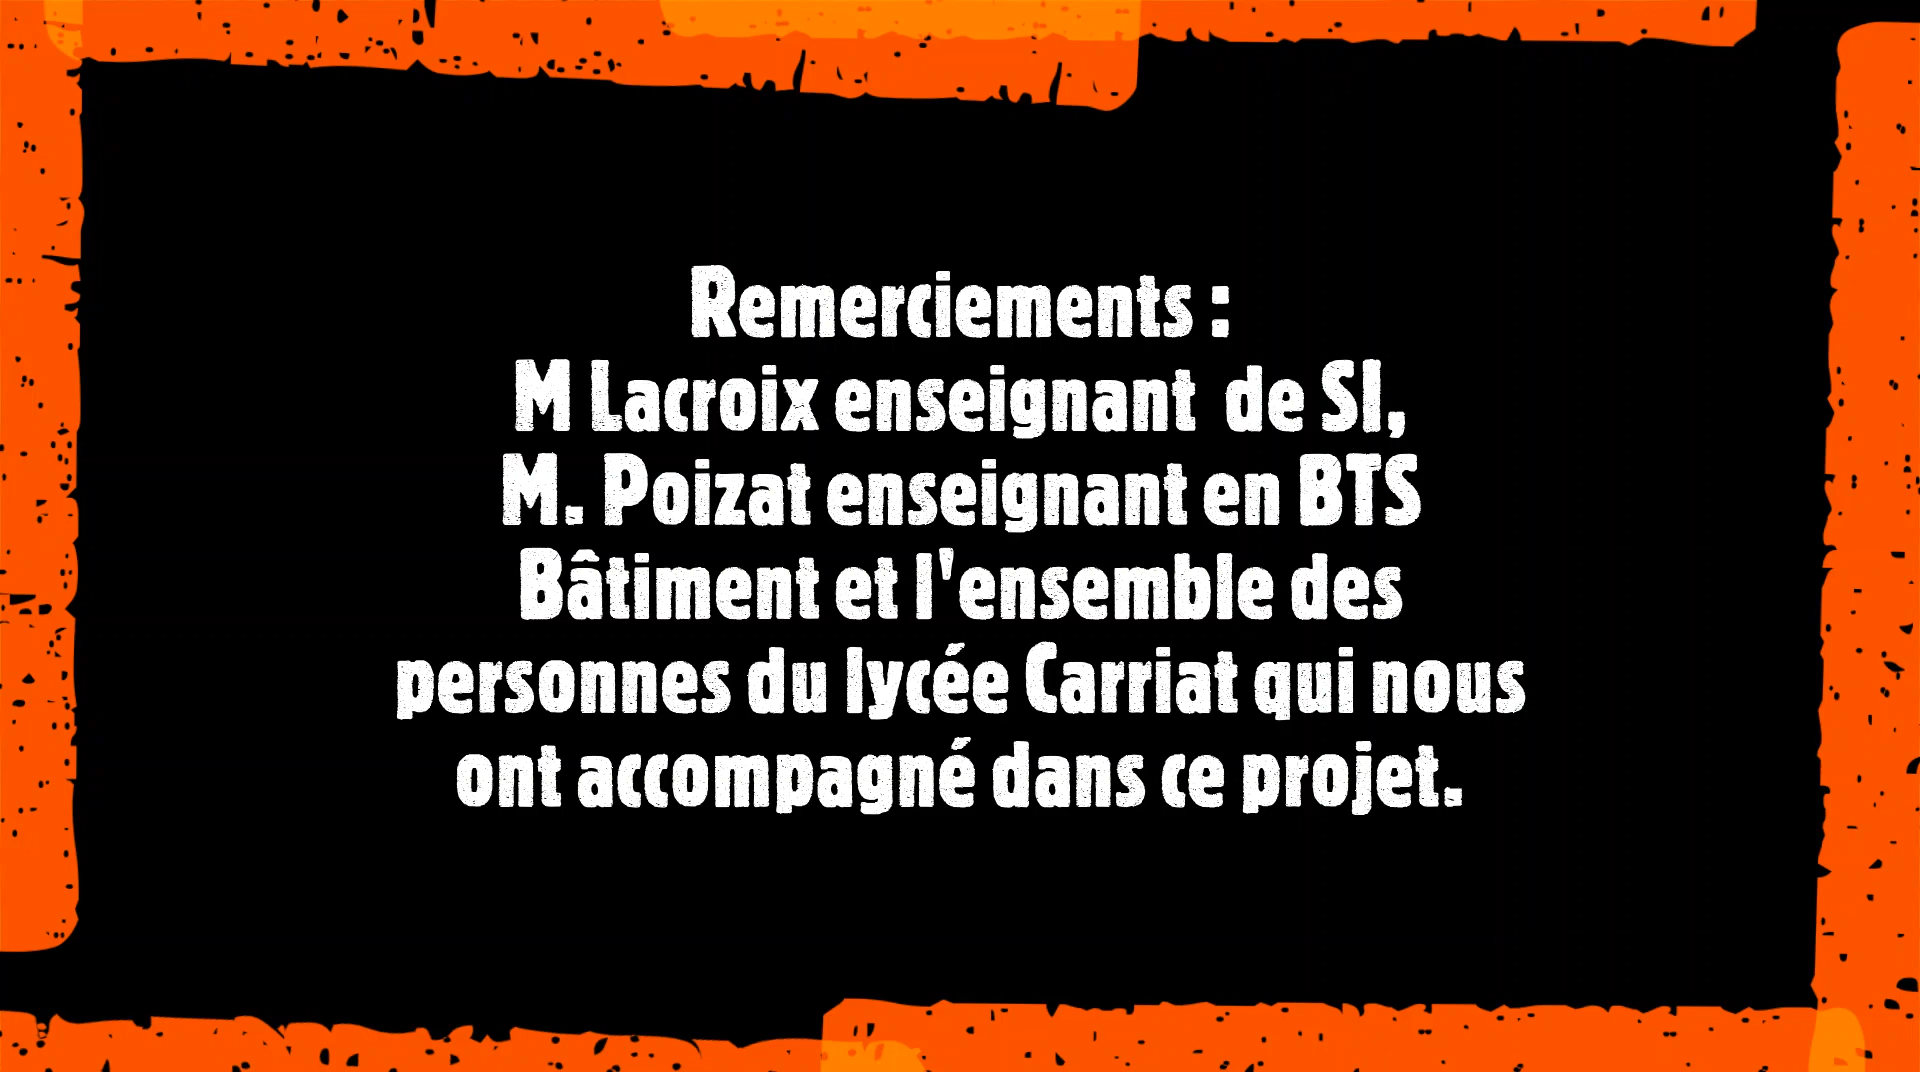 Remerciements :
M Lacroix enseignant  de SI,
M. Poizat enseignant en BTS
Bâtiment et l'ensemble des
personnes du lycée Carriat qui nous
ont accompagné dans ce projet.